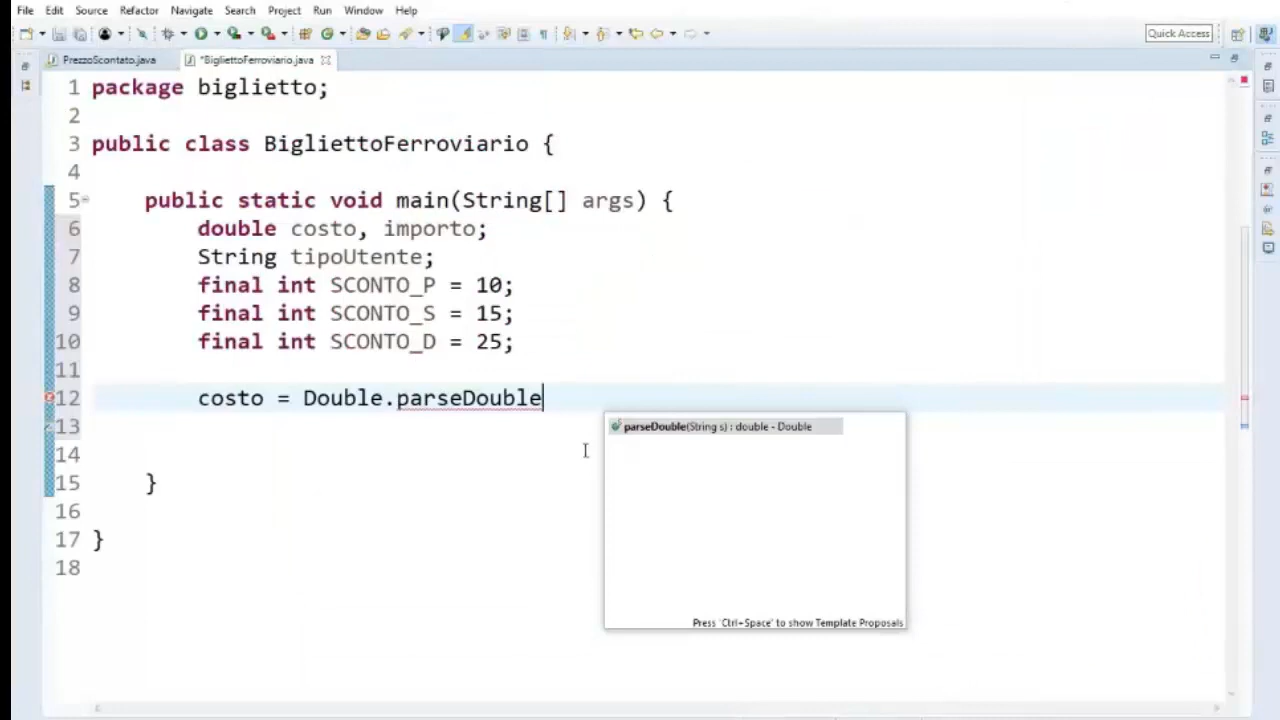 File Edit Source Refactor Navigate Search Project Run Window Help
Quick Access
PrezzoScontato.java *BigliettoFerroviario.java
1 package biglietto;
2
3 public class BigliettoFerroviario {
4
5 public static void main(String[] args) {
6 double costo, importo;
7 String tipoUtente;
8 final int SCONTO_P = 10;
9 final int SCONTO_S = 15;
10 final int SCONTO_D = 25;
11
12 costo = Double.parseDouble
13
14
15 }
16
17 }
18
parseDouble(String s) : double - Double
Press 'Ctrl+Space' to show Template Proposals